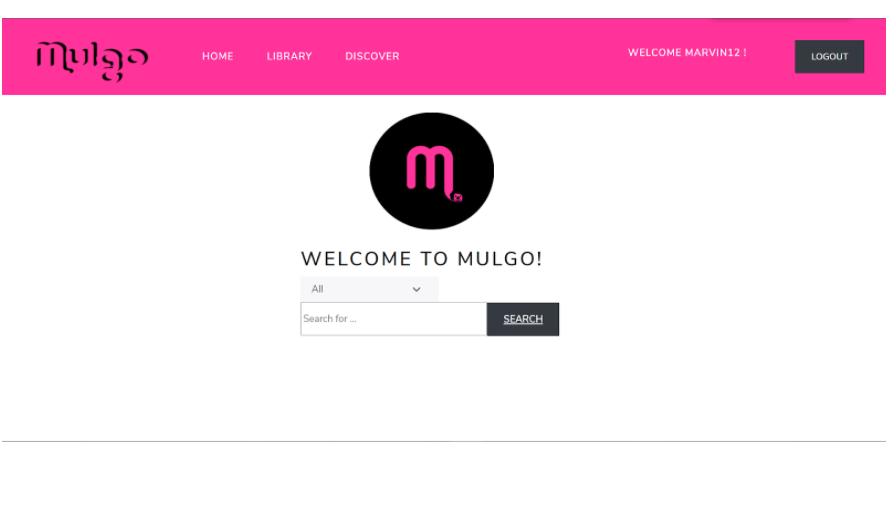 Mulgo HOME LIBRARY DISCOVER WELCOME MARVIN12 ! LOGOUT
m
WELCOME TO MULGO!
All
Search for ... SEARCH